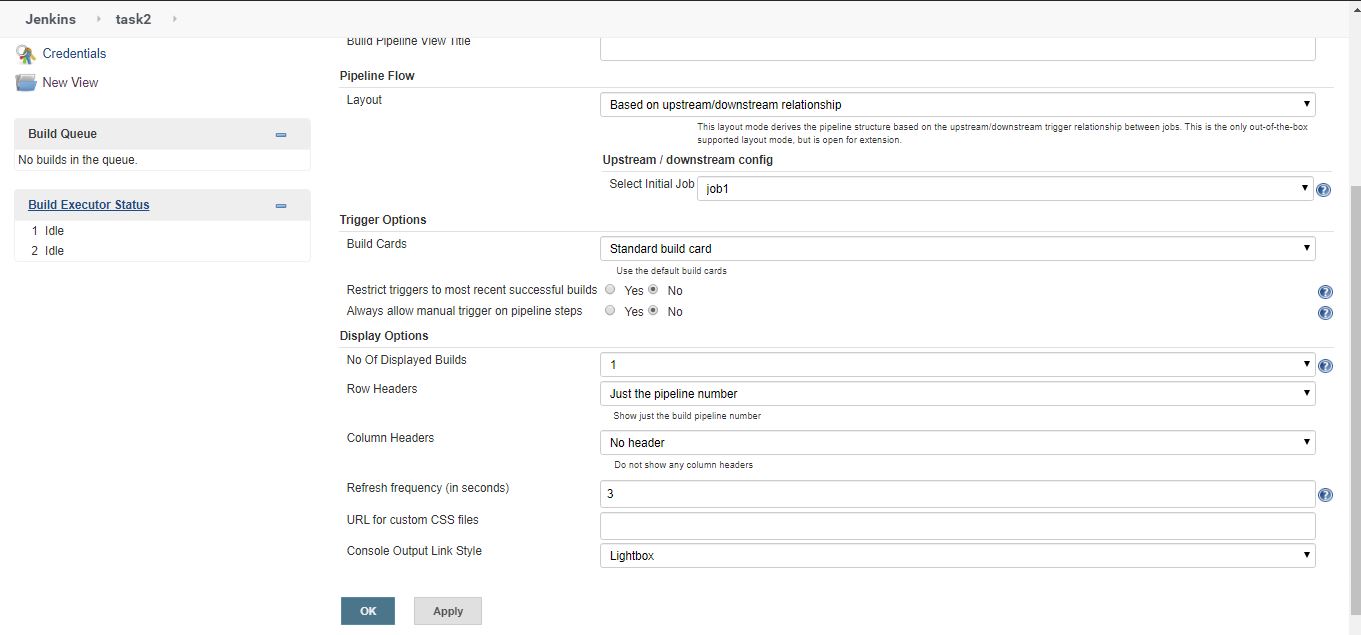 Jenkins task2
Credentials
New View
Build Queue
No builds in the queue.
Build Executor Status
1 Idle
2 Idle
Build Pipeline View Title
Pipeline Flow
Layout
Based on upstream/downstream relationship
This layout mode derives the pipeline structure based on the upstream/downstream trigger relationship between jobs. This is the only out-of-the-box
supported layout mode, but is open for extension.
Upstream / downstream config
Select Initial Job
job1
Trigger Options
Build Cards
Standard build card
Use the default build cards
Restrict triggers to most recent successful builds Yes No
Always allow manual trigger on pipeline steps Yes No
Display Options
No Of Displayed Builds
1
Row Headers
Just the pipeline number
Show just the build pipeline number
Column Headers
No header
Do not show any column headers
Refresh frequency (in seconds)
3
URL for custom CSS files
Console Output Link Style
Lightbox
OK Apply